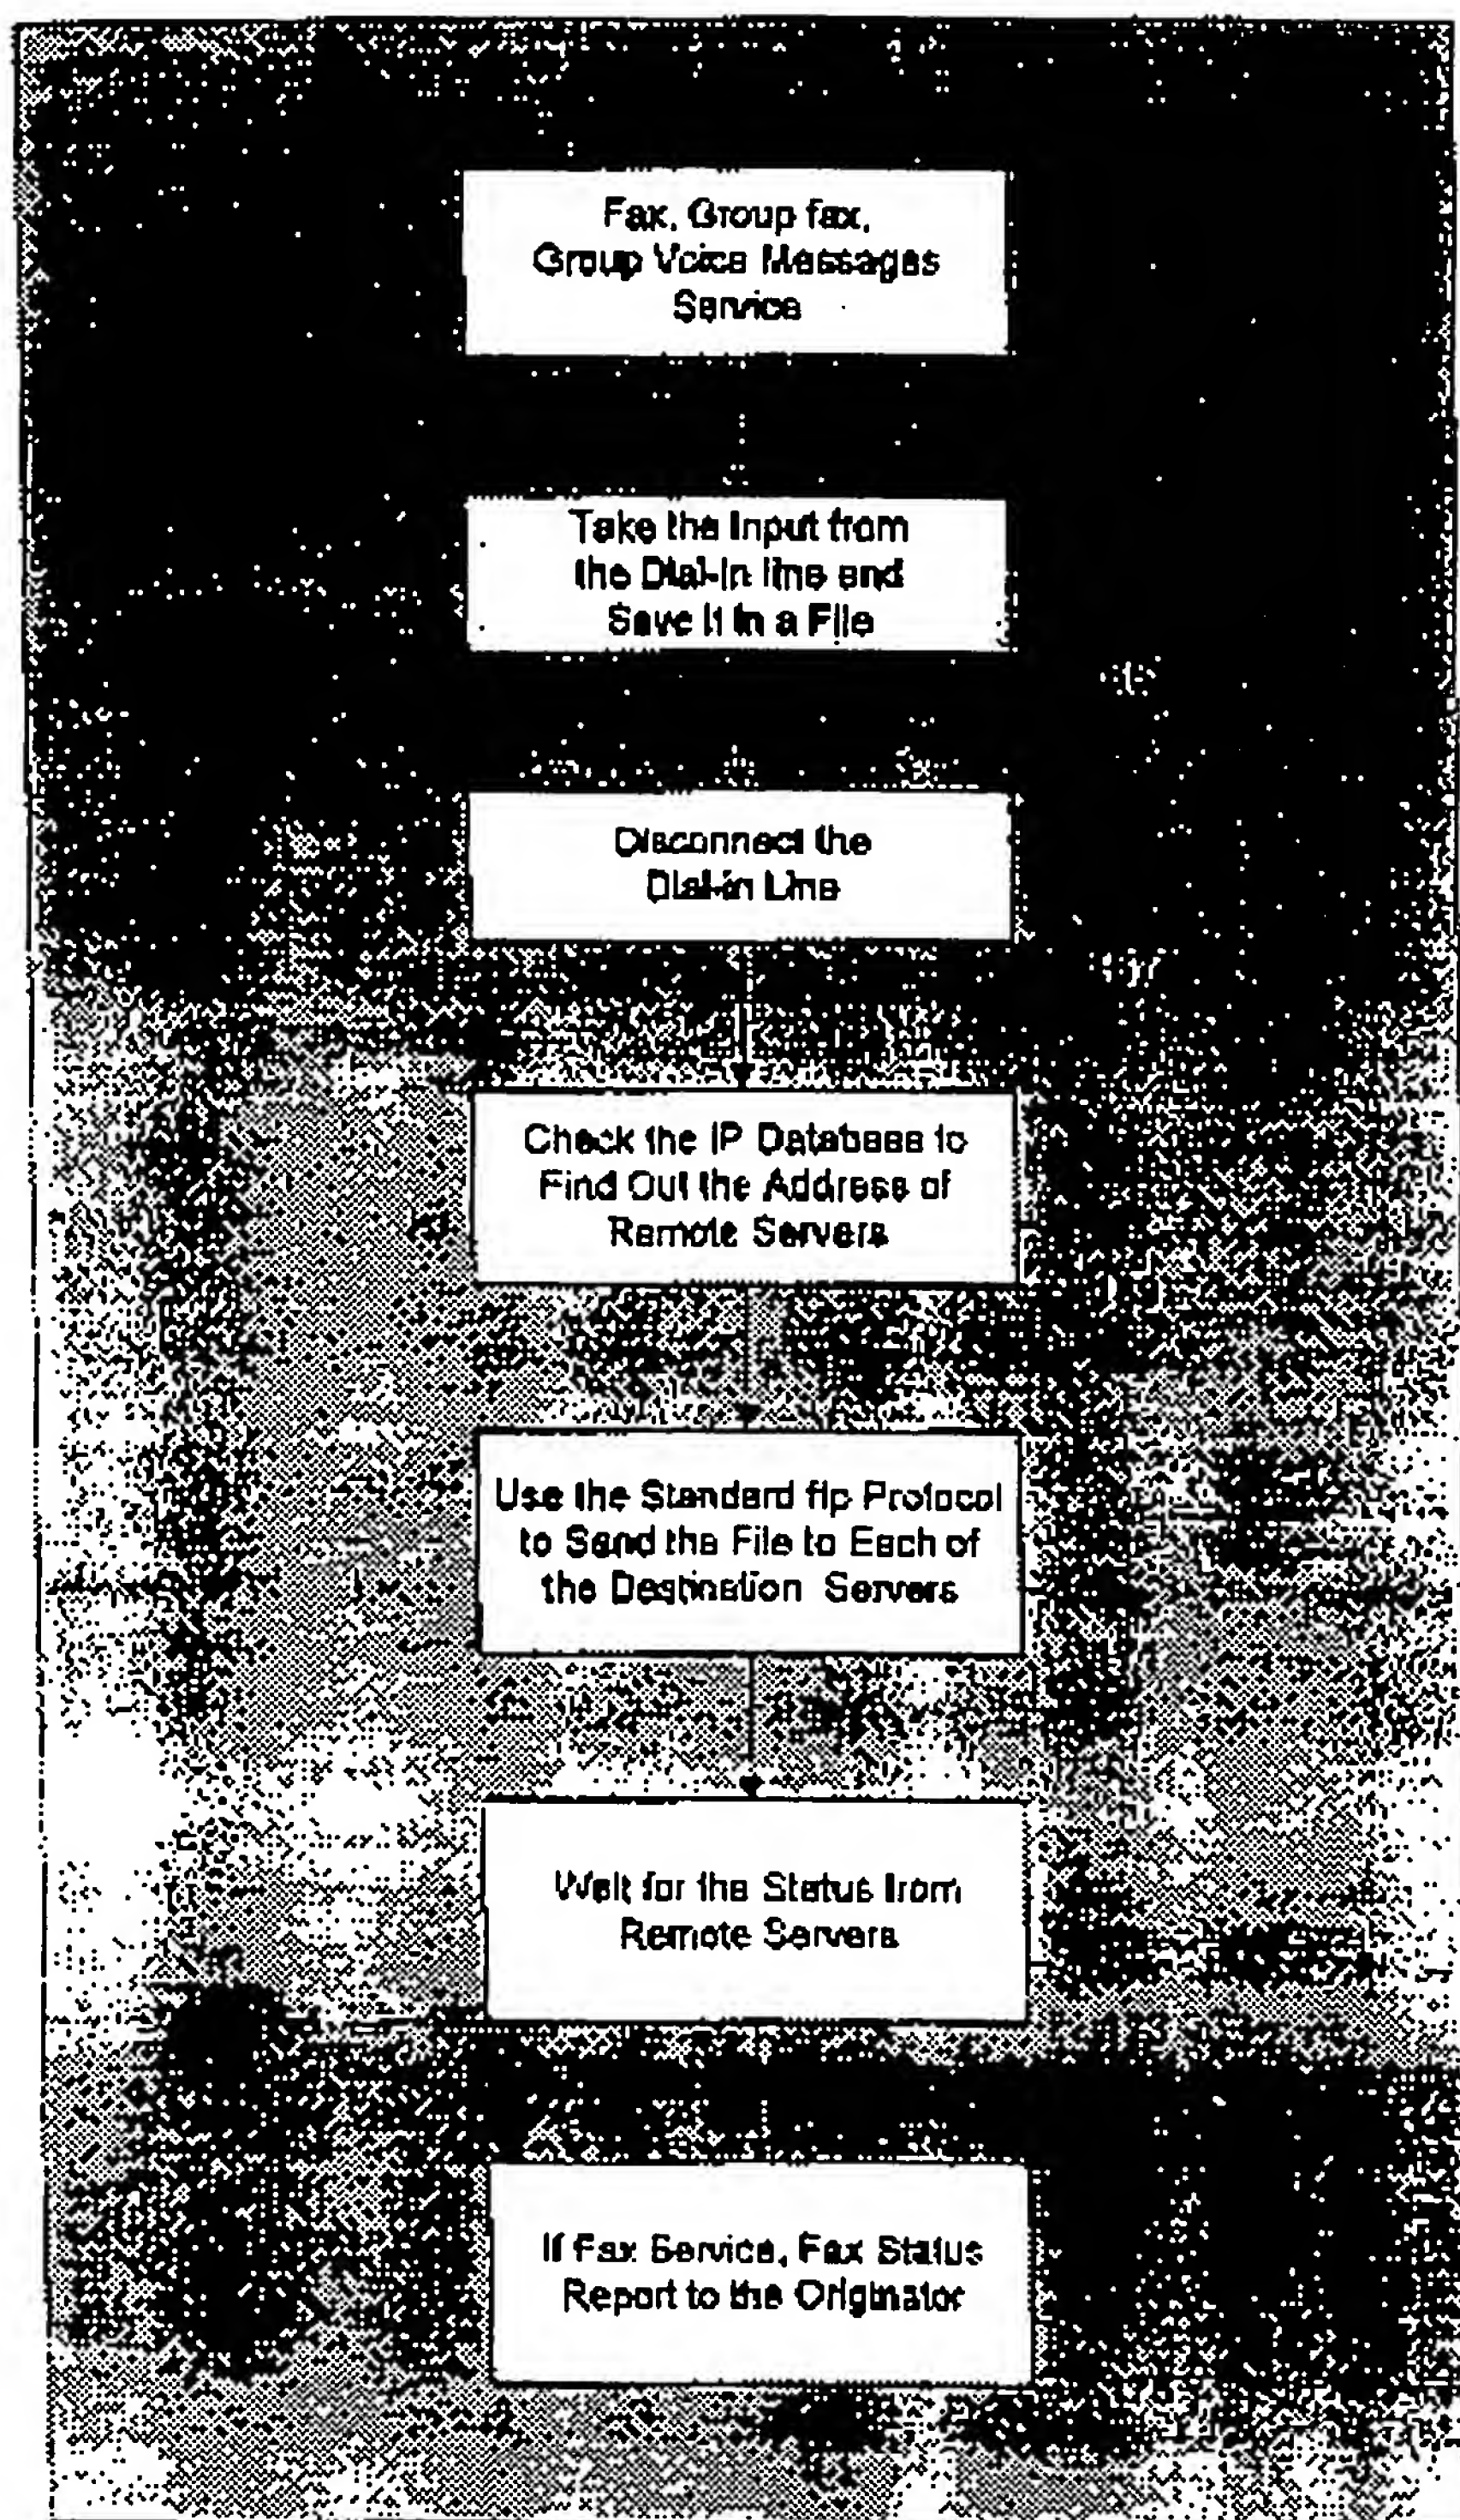 Fax, Group fax,
Group Voice Messages
Service
Take the Input from
the Dial-in line and
Save it in a File
Disconnect the
Dial-in Line
Check the IP Database to
Find Out the Address of
Remote Servers
Use the Standard ftp Protocol
to Send the File to Each of
the Destination Servers
Wait for the Status from
Remote Servers
If Fax Service, Fax Status
Report to the Originator